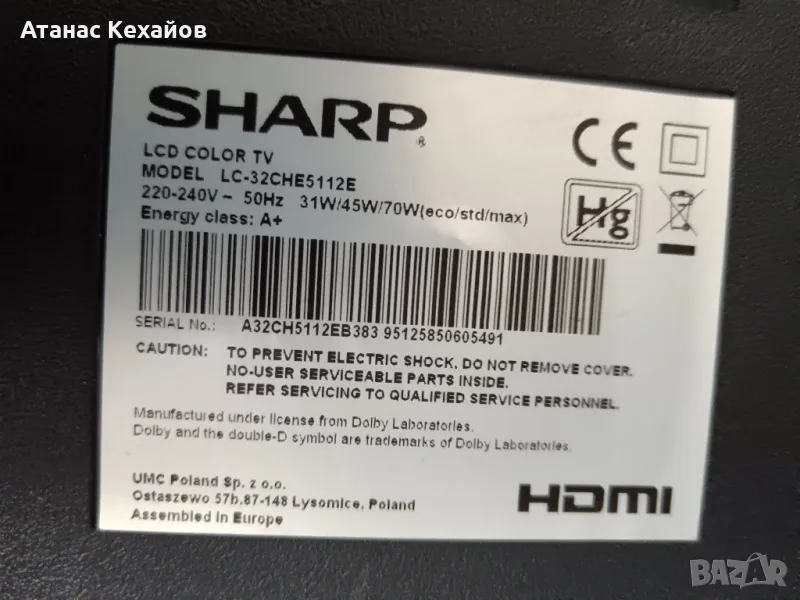 Атанас Кехайов
SHARP®
LCD COLOR TV
MODEL LC-32CHE5112E
220-240V ~ 50Hz 31W/45W/70W(eco/std/max)
Energy class: A+
CE
Hg
SERIAL No.: A32CH5112EB383 95125850605491
CAUTION: TO PREVENT ELECTRIC SHOCK, DO NOT REMOVE COVER.
NO-USER SERVICEABLE PARTS INSIDE.
REFER SERVICING TO QUALIFIED SERVICE PERSONNEL.
Manufactured under license from Dolby Laboratories.
Dolby and the double-D symbol are trademarks of Dolby Laboratories.
UMC Poland Sp. z o.o.
Ostaszewo 57b,87-148 Lysomice, Poland
Assembled in Europe
HDMI
BAZAR